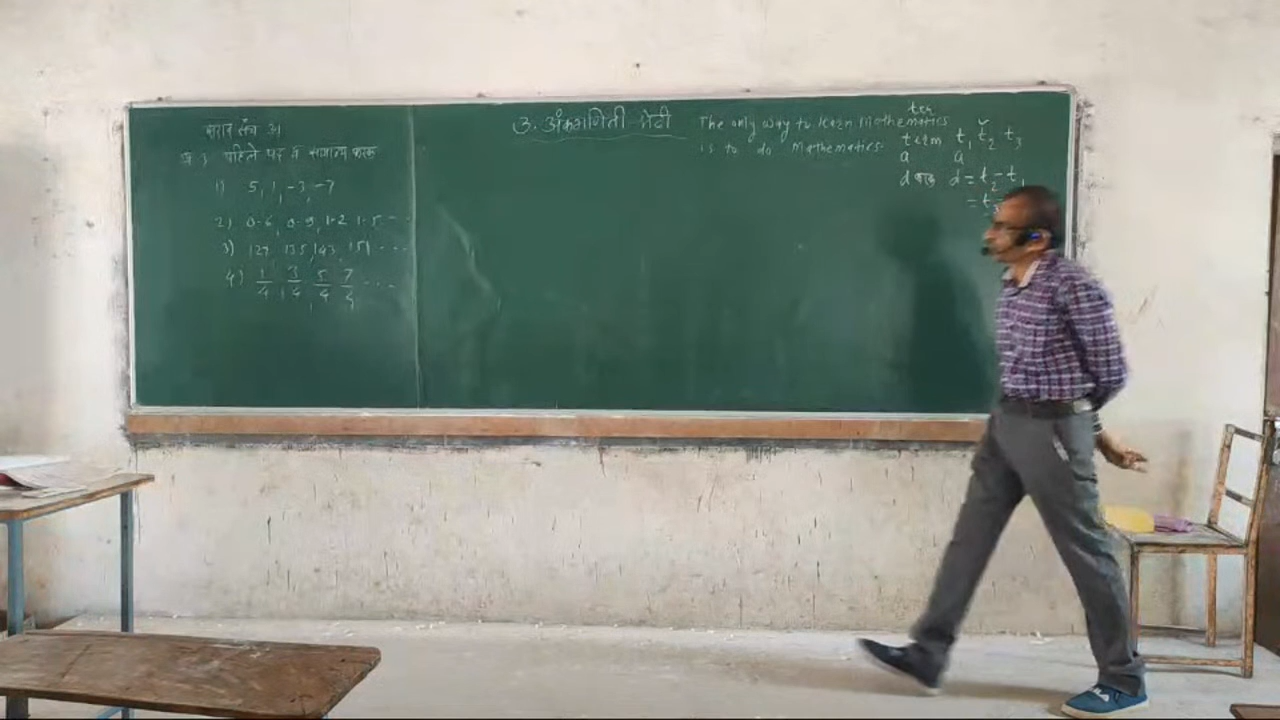 ३. अंकगणिती श्रेढी
सराव संच 3.1
प्र 3 पहिले पद व सामान्य फरक
1) 5, 1, -3, -7
2) 0.6, 0.9, 1.2, 1.5 ...
3) 127, 135, 143, 151 ...
4) 1/4, 3/4, 5/4, 7/4 ...
The only way to learn Mathematics
is to do Mathematics.
term t₁ t₂ t₃
a a
d = t₂ - t₁